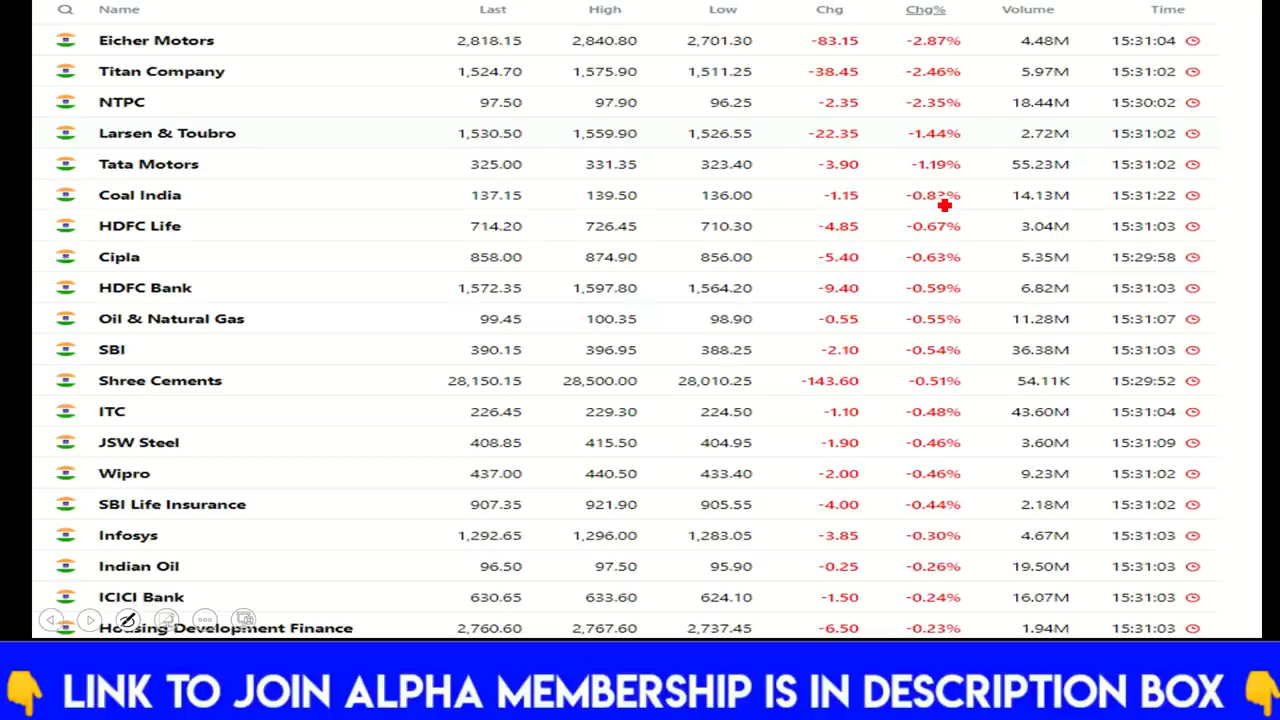 Name Last High Low Chg Chg% Volume Time
Eicher Motors 2,818.15 2,840.80 2,701.30 -83.15 -2.87% 4.48M 15:31:04
Titan Company 1,524.70 1,575.90 1,511.25 -38.45 -2.46% 5.97M 15:31:02
NTPC 97.50 97.90 96.25 -2.35 -2.35% 18.44M 15:30:02
Larsen & Toubro 1,530.50 1,559.90 1,526.55 -22.35 -1.44% 2.72M 15:31:02
Tata Motors 325.00 331.35 323.40 -3.90 -1.19% 55.23M 15:31:02
Coal India 137.15 139.50 136.00 -1.15 14.13M 15:31:22
HDFC Life 714.20 726.45 710.30 -4.85 -0.67% 3.04M 15:31:03
Cipla 858.00 874.90 856.00 -5.40 -0.63% 5.35M 15:29:58
HDFC Bank 1,572.35 1,597.80 1,564.20 -9.40 -0.59% 6.82M 15:31:03
Oil & Natural Gas 99.45 100.35 98.90 -0.55 -0.55% 11.28M 15:31:07
SBI 390.15 396.95 388.25 -2.10 -0.54% 36.38M 15:31:03
Shree Cements 28,150.15 28,500.00 28,010.25 -143.60 -0.51% 54.11K 15:29:52
ITC 226.45 229.30 224.50 -1.10 -0.48% 43.60M 15:31:04
JSW Steel 408.85 415.50 404.95 -1.90 -0.46% 3.60M 15:31:09
Wipro 437.00 440.50 433.40 -2.00 -0.46% 9.23M 15:31:02
SBI Life Insurance 907.35 921.90 905.55 -4.00 -0.44% 2.18M 15:31:03
Infosys 1,292.65 1,296.00 1,283.05 -3.85 -0.30% 4.67M 15:31:03
Indian Oil 96.50 97.50 95.90 -0.25 -0.26% 19.50M 15:31:03
ICICI Bank 630.65 633.60 624.10 -1.50 -0.24% 16.07M 15:31:03
Housing Development Finance 2,760.60 2,767.60 2,737.45 -6.50 -0.23% 1.94M 15:31:03
LINK TO JOIN ALPHA MEMBERSHIP IS IN DESCRIPTION BOX